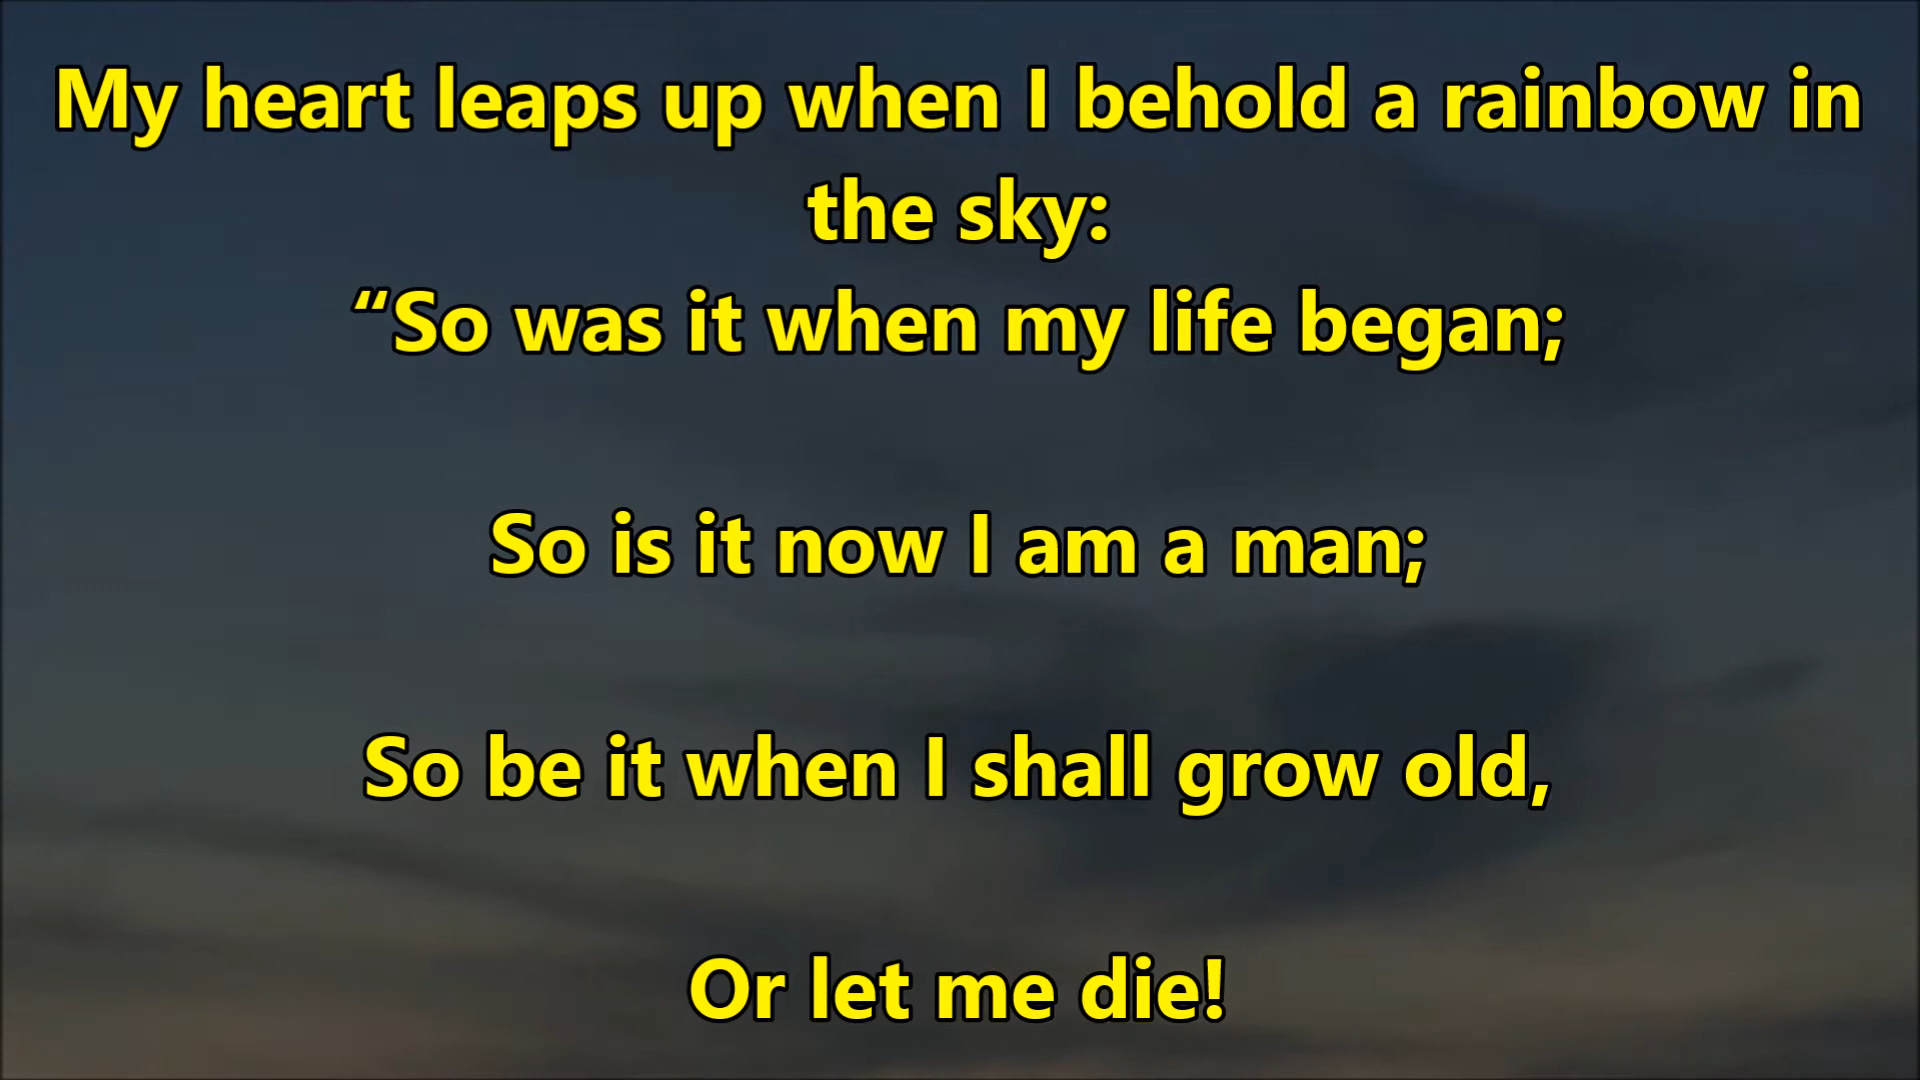 My heart leaps up when I behold a rainbow in
the sky:
“So was it when my life began;
So is it now I am a man;
So be it when I shall grow old,
Or let me die!